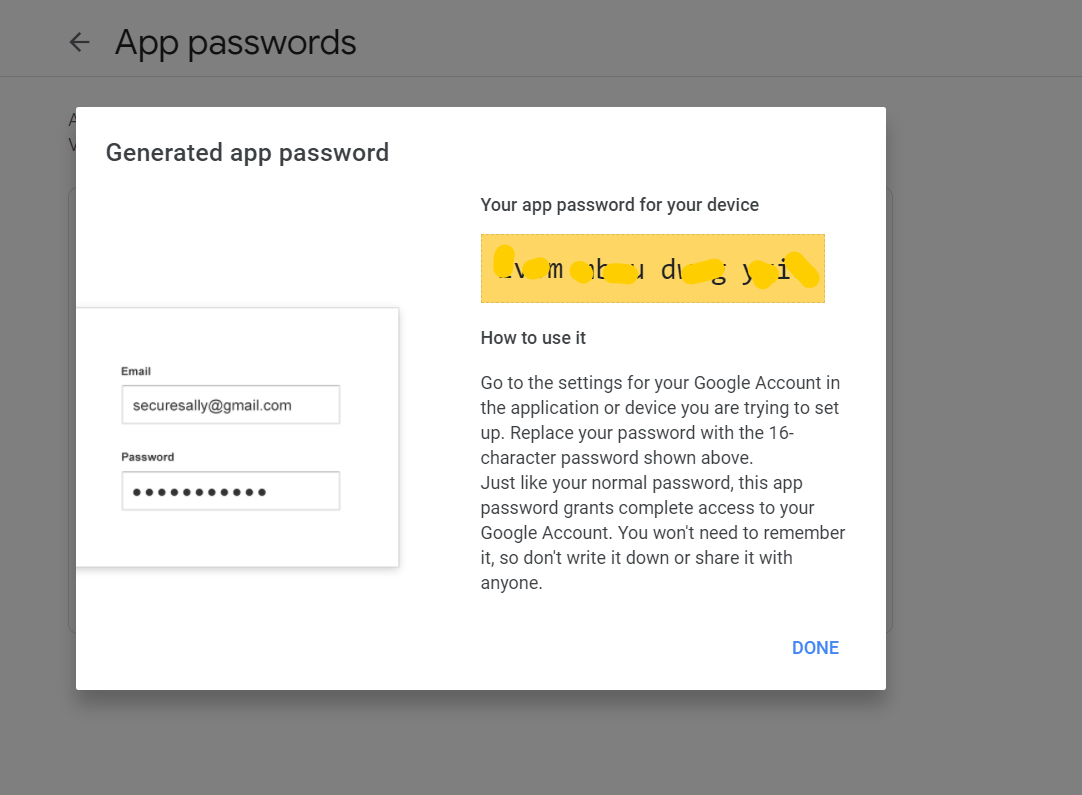 App passwords
Generated app password
Your app password for your device
How to use it
Email
securesally@gmail.com
Password
Go to the settings for your Google Account in
the application or device you are trying to set
up. Replace your password with the 16-
character password shown above.
Just like your normal password, this app
password grants complete access to your
Google Account. You won't need to remember
it, so don't write it down or share it with
anyone.
DONE